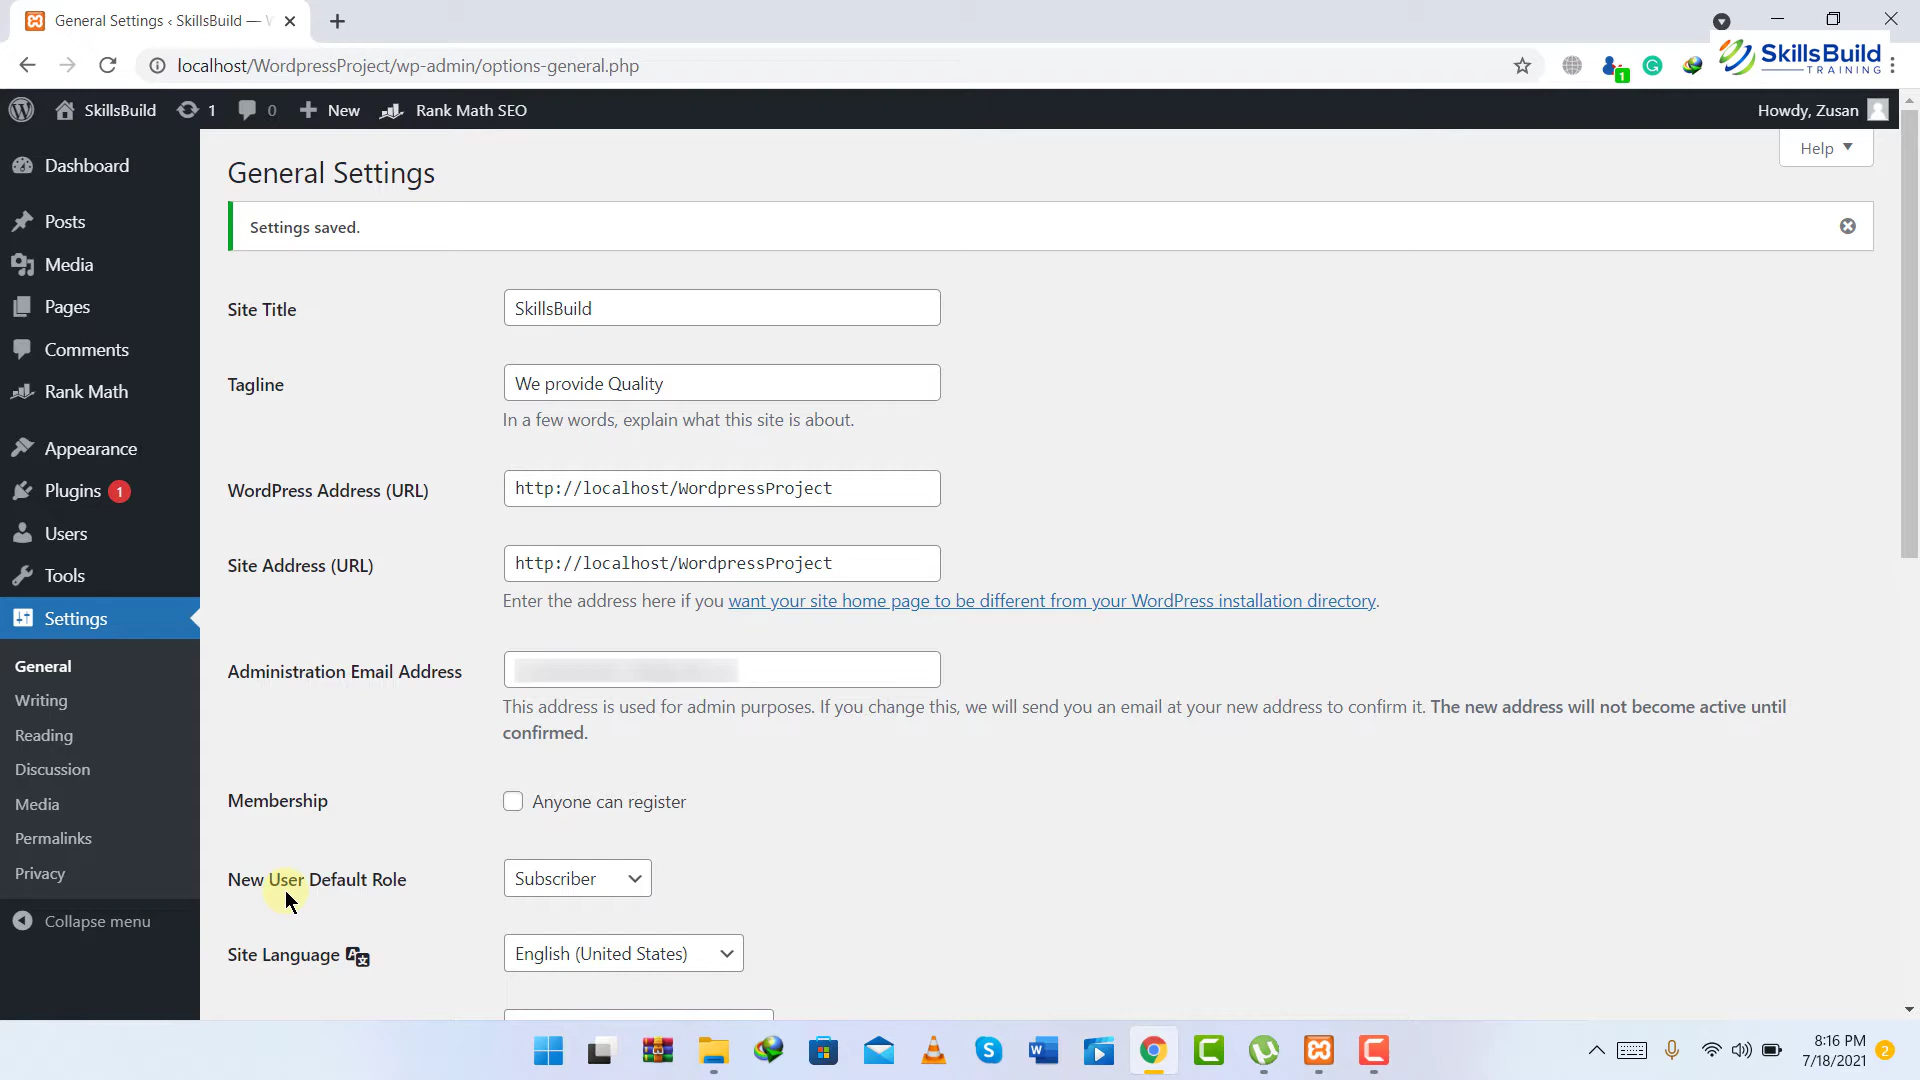 General Settings ‹ SkillsBuild — W
localhost/WordpressProject/wp-admin/options-general.php
1
SkillsBuild
TRAINING
SkillsBuild
1
0
New
Rank Math SEO
Howdy, Zusan
Dashboard
Posts
Media
Pages
Comments
Rank Math
Appearance
Plugins 1
Users
Tools
Settings
General
Writing
Reading
Discussion
Media
Permalinks
Privacy
Collapse menu
Help
General Settings
Settings saved.
Site Title
SkillsBuild
Tagline
We provide Quality
In a few words, explain what this site is about.
WordPress Address (URL)
http://localhost/WordpressProject
Site Address (URL)
http://localhost/WordpressProject
Enter the address here if you want your site home page to be different from your WordPress installation directory.
Administration Email Address
This address is used for admin purposes. If you change this, we will send you an email at your new address to confirm it. The new address will not become active until
confirmed.
Membership
Anyone can register
New User Default Role
Subscriber
Site Language
English (United States)
8:16 PM
7/18/2021
2